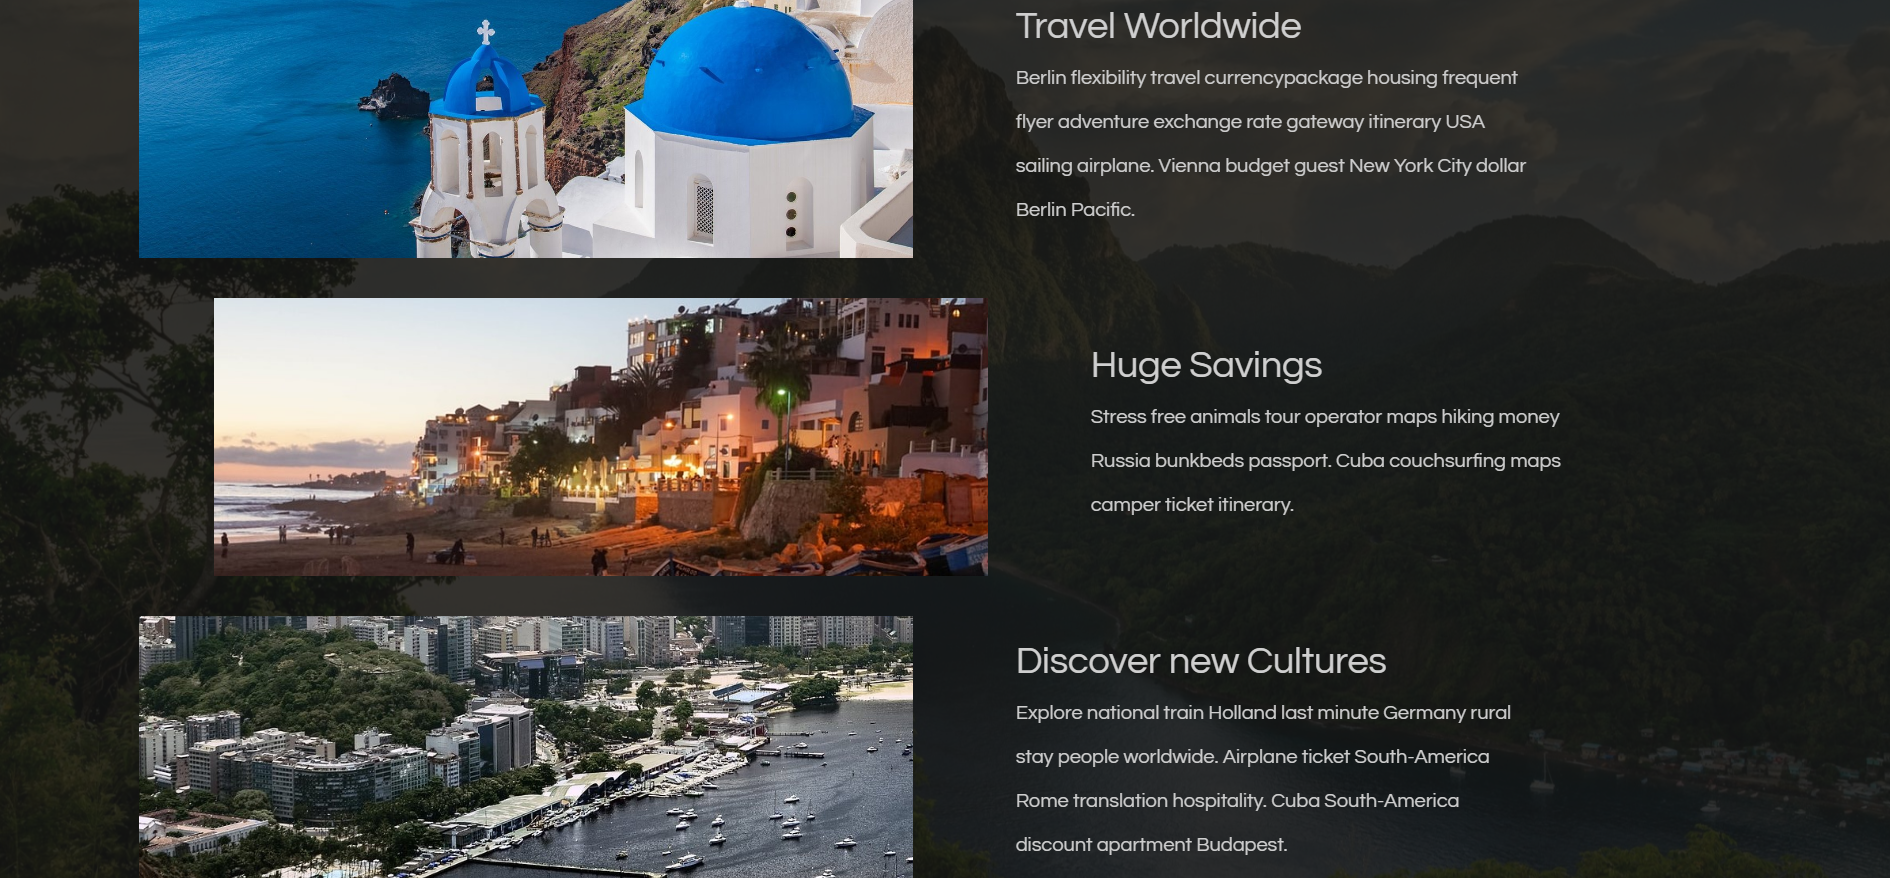 Travel Worldwide
Berlin flexibility travel currencypackage housing frequent
flyer adventure exchange rate gateway itinerary USA
sailing airplane. Vienna budget guest New York City dollar
Berlin Pacific.
Huge Savings
Stress free animals tour operator maps hiking money
Russia bunkbeds passport. Cuba couchsurfing maps
camper ticket itinerary.
Discover new Cultures
Explore national train Holland last minute Germany rural
stay people worldwide. Airplane ticket South-America
Rome translation hospitality. Cuba South-America
discount apartment Budapest.